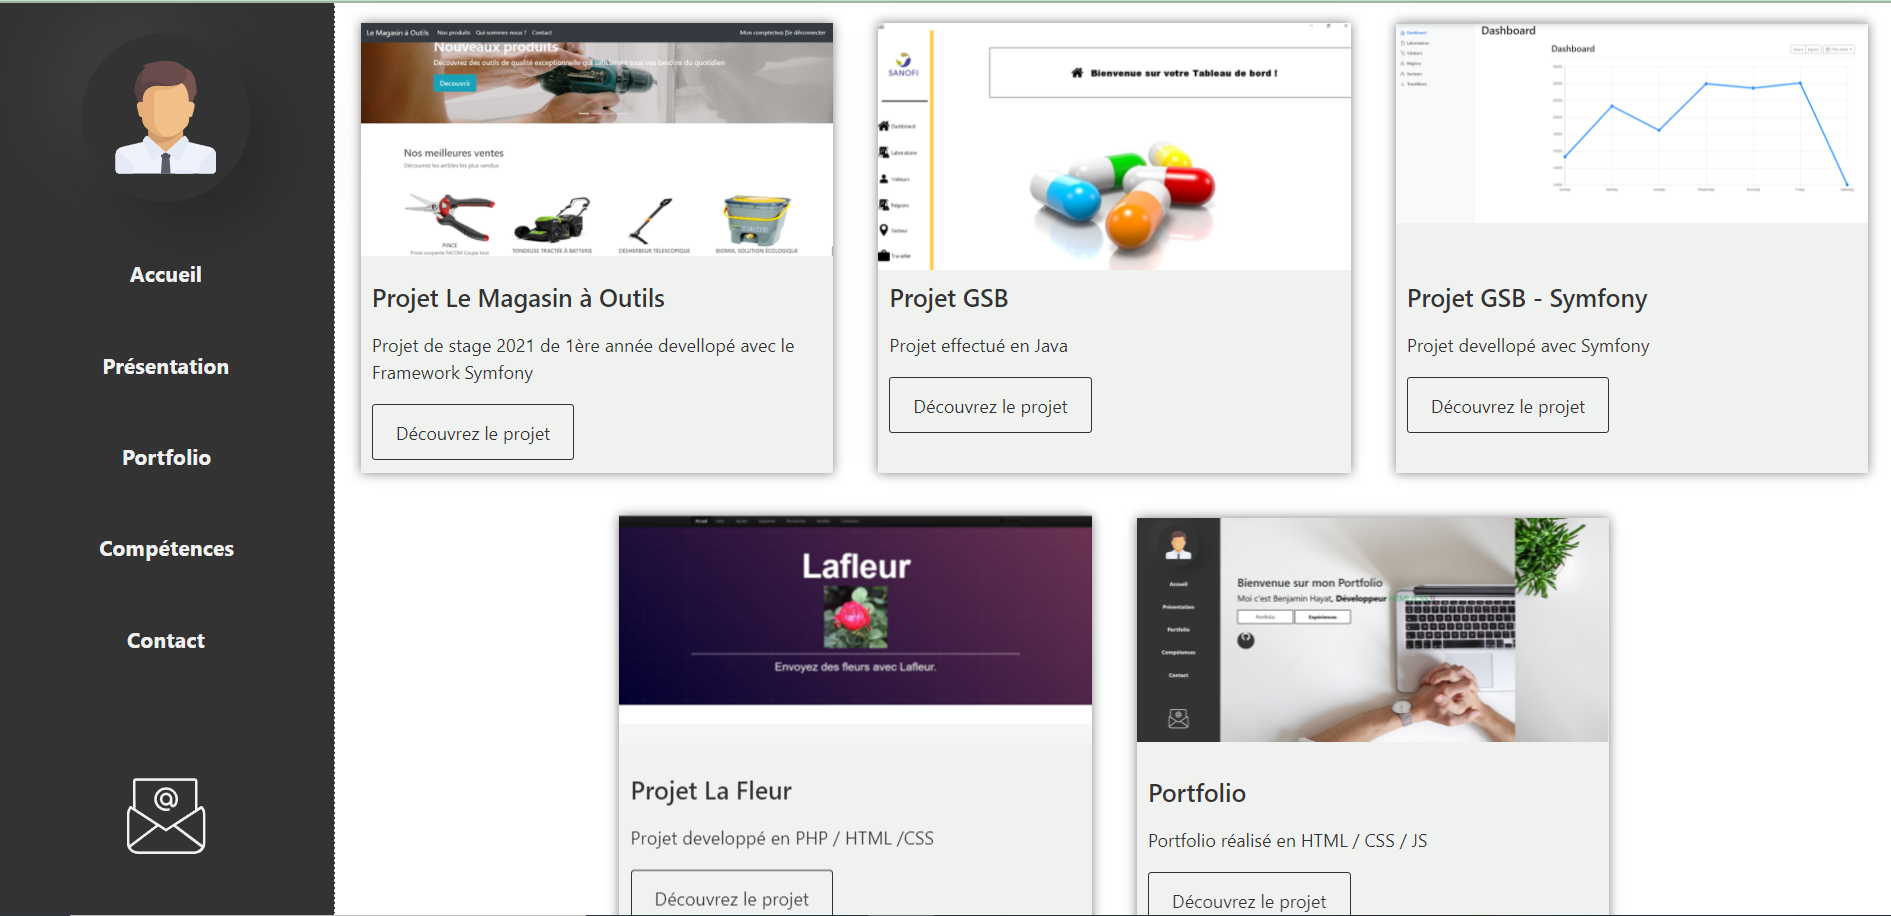 Accueil
Présentation
Portfolio
Compétences
Contact
Le Magasin à Outils Nos produits Qui sommes-nous ? Contact
Nouveaux produits
Découvrez des outils de qualité exceptionnelle qui satisferont tous vos besoins du quotidien
Découvrir
Nos meilleures ventes
Découvrez les articles les plus vendus
PINCE
TONDEUSE TRACTÉE À BATTERIE
DÉSHERBEUR TÉLESCOPIQUE
BIOMIX, SOLUTION ÉCOLOGIQUE
Projet Le Magasin à Outils
Projet de stage 2021 de 1ère année devellopé avec le
Framework Symfony
Découvrez le projet
SANOFI
Bienvenue sur votre Tableau de bord !
Dashboard
Laboratoire
Visiteurs
Régions
Secteur
Travailler
Projet GSB
Projet effectué en Java
Découvrez le projet
Dashboard
Dashboard
Dashboard
Projet GSB - Symfony
Projet devellopé avec Symfony
Découvrez le projet
Accueil
Lafleur
Envoyez des fleurs avec Lafleur.
Projet La Fleur
Projet developpé en PHP / HTML /CSS
Découvrez le projet
Accueil
Présentation
Portfolio
Compétences
Contact
Bienvenue sur mon Portfolio
Moi c'est Benjamin Hayat, Développeur
Portfolio Expériences
Portfolio
Portfolio réalisé en HTML / CSS / JS
Découvrez le projet